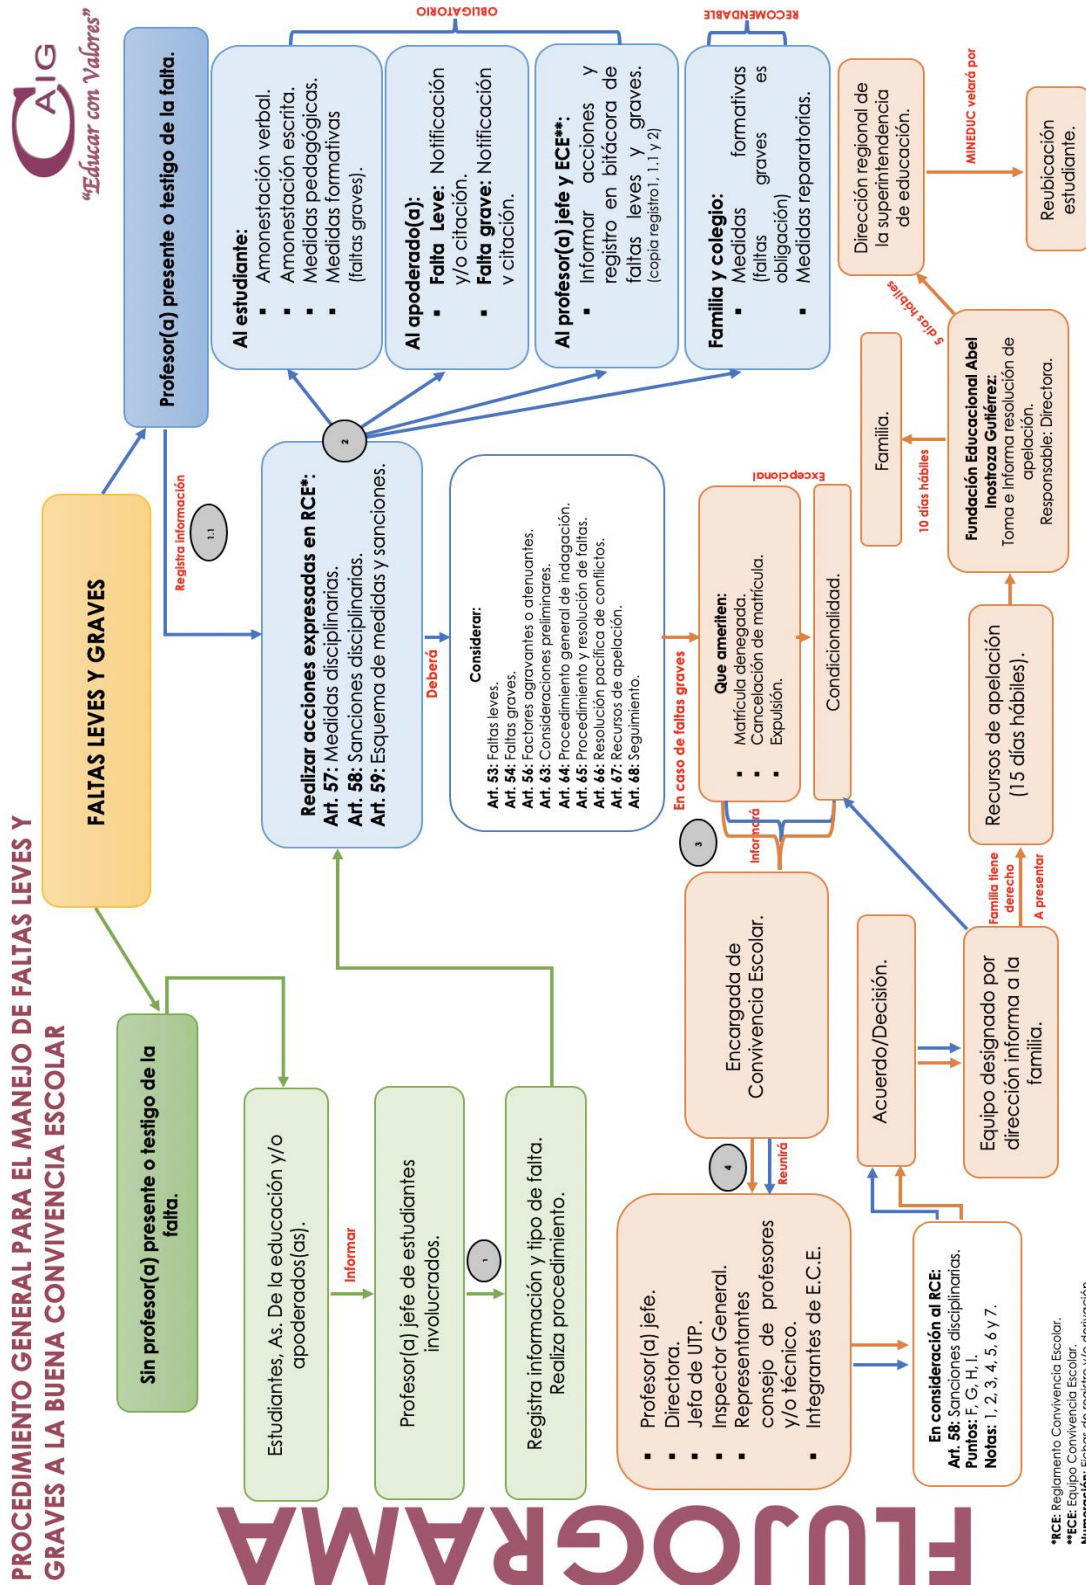 PROCEDIMIENTO GENERAL PARA EL MANEJO DE FALTAS LEVES Y
GRAVES A LA BUENA CONVIVENCIA ESCOLAR
CAIG
"Educar con Valores"
FLUJOGRAMA
FALTAS LEVES Y GRAVES
Sin profesor(a) presente o testigo de la
falta.
Profesor(a) presente o testigo de la falta.
Estudiantes, As. De la educación y/o
apoderados(as).
Informar
Profesor(a) jefe de estudiantes
involucrados.
1
Registra información y tipo de falta.
Realiza procedimiento.
Registra información
1.1
Realizar acciones expresadas en RCE*:
Art. 57: Medidas disciplinarias.
Art. 58: Sanciones disciplinarias.
Art. 59: Esquema de medidas y sanciones.
2
Al estudiante:
▪ Amonestación verbal.
▪ Amonestación escrita.
▪ Medidas pedagógicas.
▪ Medidas formativas
(faltas graves).
Al apoderado(a):
▪ Falta Leve: Notificación
y/o citación.
▪ Falta grave: Notificación
y citación.
Al profesor(a) jefe y ECE**:
▪ Informar acciones y
registro en bitácora de
faltas leves y graves.
(copia registro1, 1.1 y 2)
OBLIGATORIO
Familia y colegio:
▪ Medidas formativas
(faltas graves es
obligación)
▪ Medidas reparatorias.
RECOMENDABLE
Deberá
Considerar:
Art. 53: Faltas leves.
Art. 54: Faltas graves.
Art. 56: Factores agravantes o atenuantes.
Art. 63: Consideraciones preliminares.
Art. 64: Procedimiento general de indagación.
Art. 65: Procedimiento y resolución de faltas.
Art. 66: Resolución pacífica de conflictos.
Art. 67: Recursos de apelación.
Art. 68: Seguimiento.
En caso de faltas graves
Que ameriten:
▪ Matrícula denegada.
▪ Cancelación de matrícula.
▪ Expulsión.
Excepcional
Condicionalidad.
3
Informará
Encargada de
Convivencia Escolar.
4
Reunirá
▪ Profesor(a) jefe.
▪ Directora.
▪ Jefa de UTP.
▪ Inspector General.
▪ Representantes
consejo de profesores
y/o técnico.
▪ Integrantes de E.C.E.
En consideración al RCE:
Art. 58: Sanciones disciplinarias.
Puntos: F, G, H, I.
Notas: 1, 2, 3, 4, 5, 6 y 7.
Acuerdo/Decisión.
Equipo designado por
dirección informa a la
familia.
Familia tiene
derecho
A presentar
Recursos de apelación
(15 días hábiles).
Fundación Educacional Abel
Inostroza Gutiérrez:
Toma e Informa resolución de
apelación.
Responsable: Directora.
10 días hábiles
Familia.
5 días hábiles
Dirección regional de
la superintendencia
de educación.
MINEDUC velará por
Reubicación
estudiante.
*RCE: Reglamento Convivencia Escolar.
**ECE: Equipo Convivencia Escolar.
Numeración: Fichas de registro y/o derivación